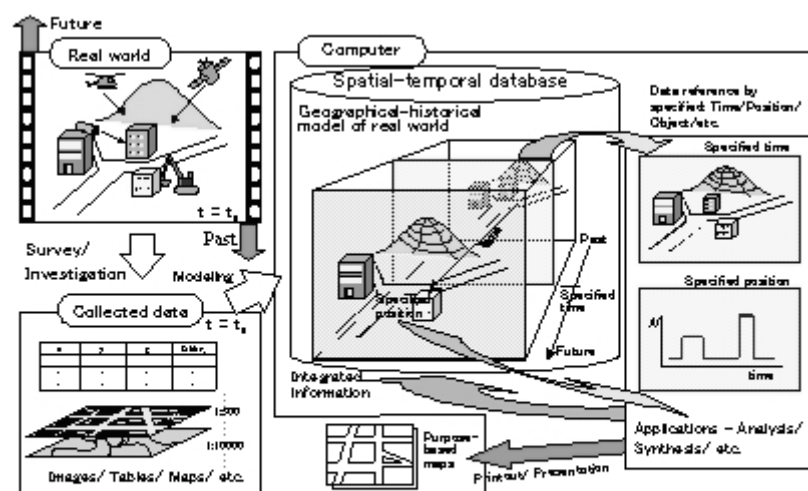 Future
Real world
t = t
Past
Survey/
Investigation
Modeling
Collected data
t = t
1:500
1:10000
Images/ Tables/ Maps/ etc.
Computer
Spatial-temporal database
Geographical-historical
model of real world
Past
Specified
time
Future
Specified
position
Integrated
Information
Data reference by
specified Time/Position/
Object/etc.
Specified time
Specified position
time
Applications - Analysis/
Synthesis/ etc.
Printout/ Presentation
Purpose-
based
maps